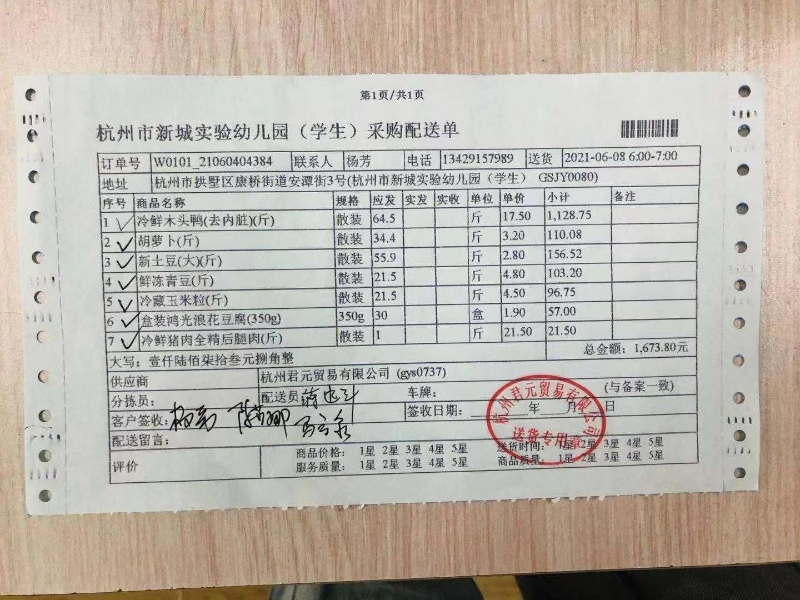 第1页/共1页
杭州市新城实验幼儿园（学生）采购配送单
订单号 W0101_21060404384 联系人 杨芳 电话 13429157989 送货 2021-06-08 6:00-7:00
地址 杭州市拱墅区康桥街道安潭街3号(杭州市新城实验幼儿园（学生） GSJY0080)
序号 商品名称 规格 应发 实发 实收 单位 单价 小计 备注
1 冷鲜木头鸭(去内脏)(斤) 散装 64.5 斤 17.50 1,128.75
2 胡萝卜(斤) 散装 34.4 斤 3.20 110.08
3 新土豆(大)(斤) 散装 55.9 斤 2.80 156.52
4 鲜冻青豆(斤) 散装 21.5 斤 4.80 103.20
5 冷藏玉米粒(斤) 散装 21.5 斤 4.50 96.75
6 盒装鸿光浪花豆腐(350g) 350g 30 盒 1.90 57.00
7 冷鲜猪肉全精后腿肉(斤) 散装 1 斤 21.50 21.50
大写：壹仟陆佰柒拾叁元捌角整 总金额：1,673.80元
供应商 杭州君元贸易有限公司 (gys0737)
分拣员： 配送员 车牌： (与备案一致)
客户签收： 签收日期： 年 月 日
配送留言：
评价 商品价格： 1星 2星 3星 4星 5星 送货时间： 1星 2星 3星 4星 5星
服务质量： 1星 2星 3星 4星 5星 商品质量： 1星 2星 3星 4星 5星
杭州君元贸易有限公司
送货专用章